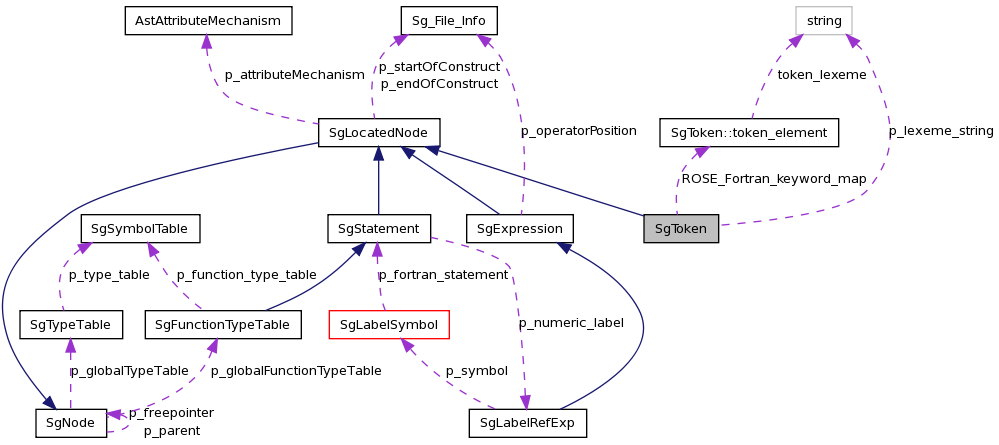 AstAttributeMechanism
Sg_File_Info
string
p_attributeMechanism
p_startOfConstruct
p_endOfConstruct
token_lexeme
SgLocatedNode
p_operatorPosition
SgToken::token_element
p_lexeme_string
ROSE_Fortran_keyword_map
SgSymbolTable
SgStatement
SgExpression
SgToken
p_type_table
p_function_type_table
p_fortran_statement
SgTypeTable
SgFunctionTypeTable
SgLabelSymbol
p_numeric_label
p_globalTypeTable
p_globalFunctionTypeTable
p_symbol
SgNode
p_freepointer
p_parent
SgLabelRefExp